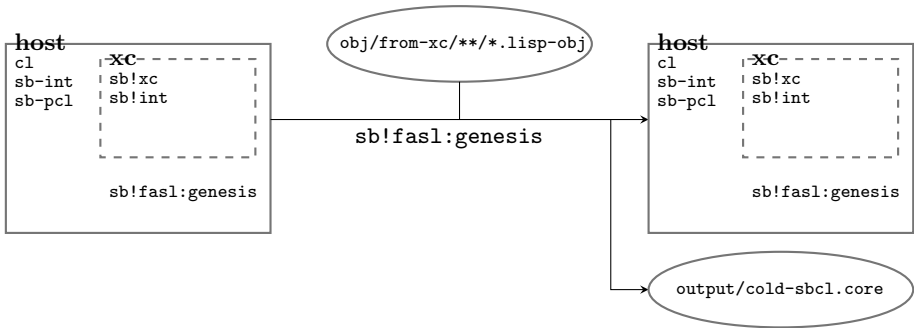 host
cl
sb-int
sb-pcl
xc
sb!xc
sb!int
sb!fasl:genesis
obj/from-xc/**/*.lisp-obj
sb!fasl:genesis
host
cl
sb-int
sb-pcl
xc
sb!xc
sb!int
sb!fasl:genesis
output/cold-sbcl.core